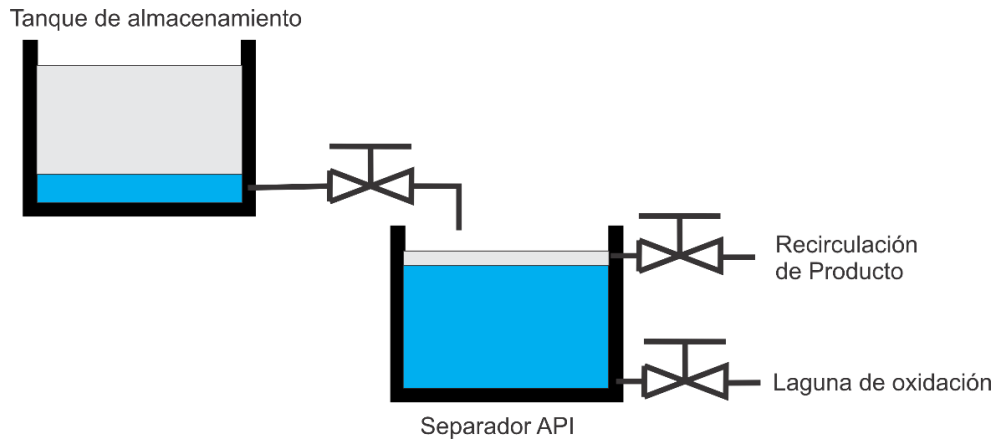 Tanque de almacenamiento
Recirculación
de Producto
Laguna de oxidación
Separador API